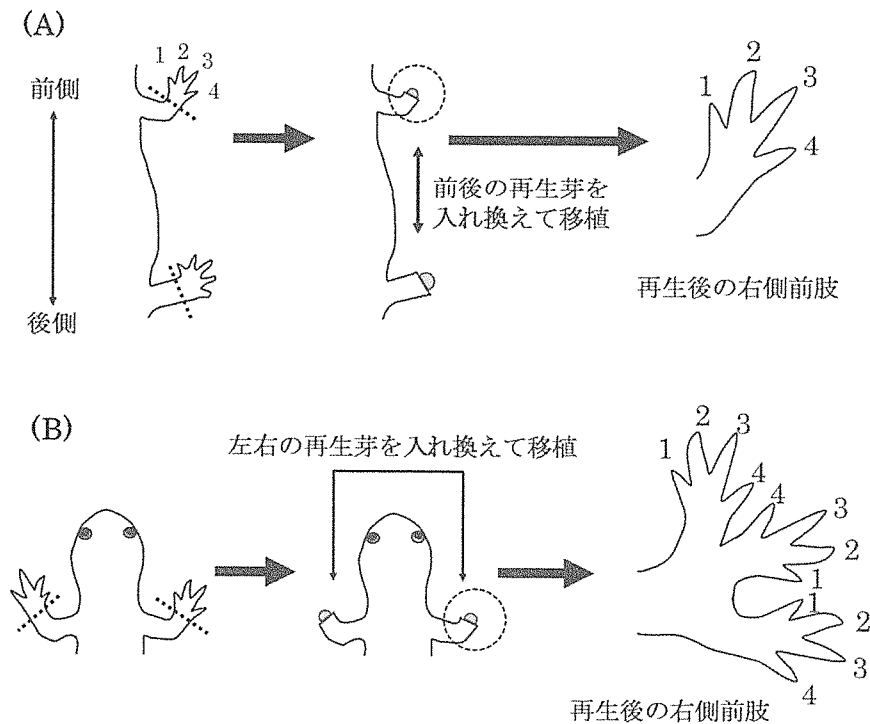 (A)
1 2 3 4
前側
後側
前後の再生芽を
入れ換えて移植
1 2 3 4
再生後の右側前肢
(B)
左右の再生芽を入れ換えて移植
1 2 3 4
4 3 2 1
1 2 3 4
再生後の右側前肢